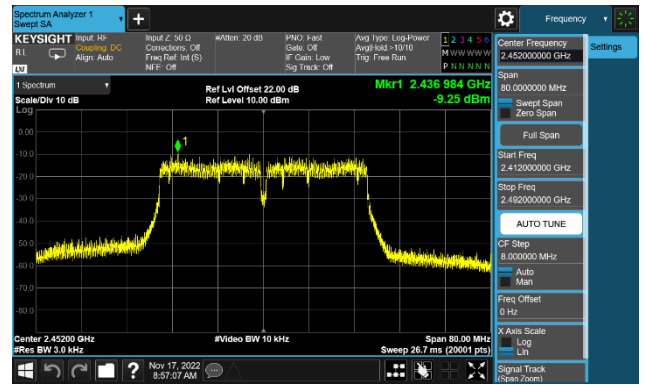 Spectrum Analyzer 1
Swept SA
+
Frequency
KEYSIGHT
RL
LXI
Input: RF
Coupling: DC
Align: Auto
Input Z: 50 Ω
Corrections: Off
Freq Ref: Int (S)
NFE: Off
#Atten: 20 dB
PNO: Fast
Gate: Off
IF Gain: Low
Sig Track: Off
Avg Type: Log-Power
Avg|Hold:>10/10
Trig: Free Run
1 2 3 4 5 6
M W W W W W
P N N N N N
Center Frequency
2.452000000 GHz
Settings
Span
80.0000000 MHz
Swept Span
Zero Span
Full Span
Start Freq
2.412000000 GHz
Stop Freq
2.492000000 GHz
AUTO TUNE
CF Step
8.000000 MHz
Auto
Man
Freq Offset
0 Hz
X Axis Scale
Log
Lin
Signal Track
(Span Zoom)
1 Spectrum
Scale/Div 10 dB
Ref Lvl Offset 22.00 dB
Ref Level 10.00 dBm
Mkr1 2.436 984 GHz
-9.25 dBm
Log
0.00
-10.0
-20.0
-30.0
-40.0
-50.0
-60.0
-70.0
-80.0
1
Center 2.45200 GHz
#Res BW 3.0 kHz
#Video BW 10 kHz
Span 80.00 MHz
Sweep 26.7 ms (20001 pts)
?
Nov 17, 2022
8:57:07 AM